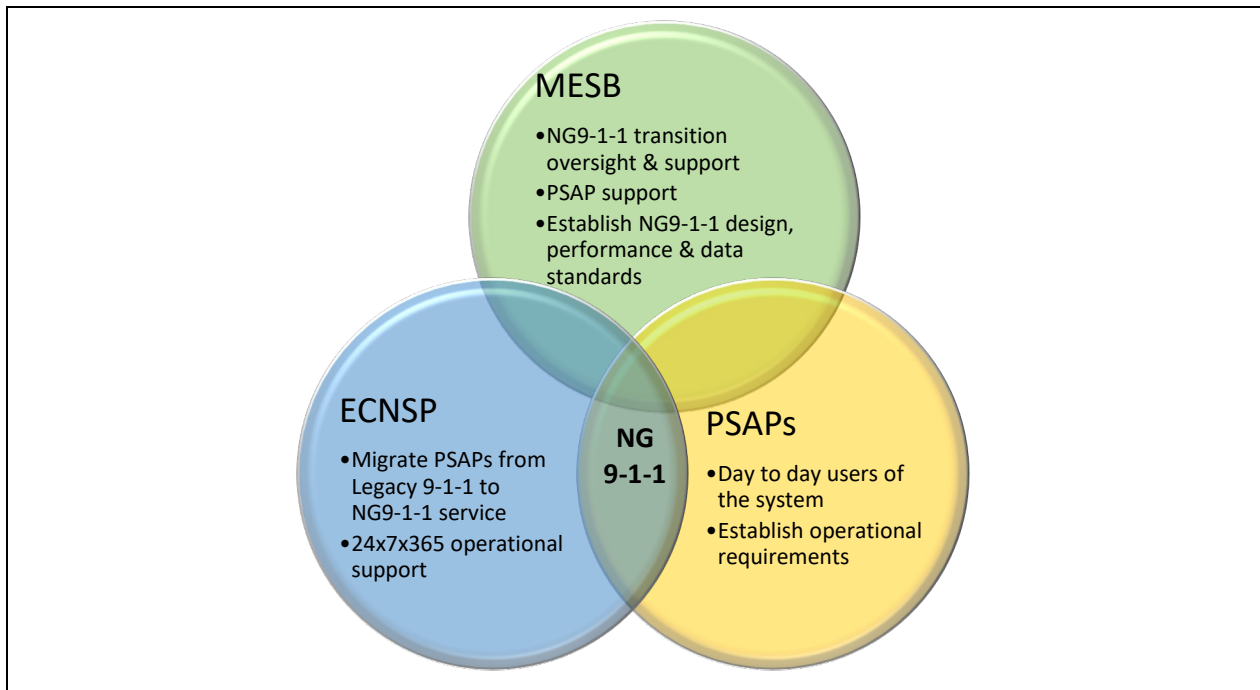 MESB
•NG9-1-1 transition
oversight & support
•PSAP support
•Establish NG9-1-1 design,
performance & data
standards
ECNSP
•Migrate PSAPs from
Legacy 9-1-1 to
NG9-1-1 service
•24x7x365 operational
support
NG
9-1-1
PSAPs
•Day to day users of
the system
•Establish operational
requirements